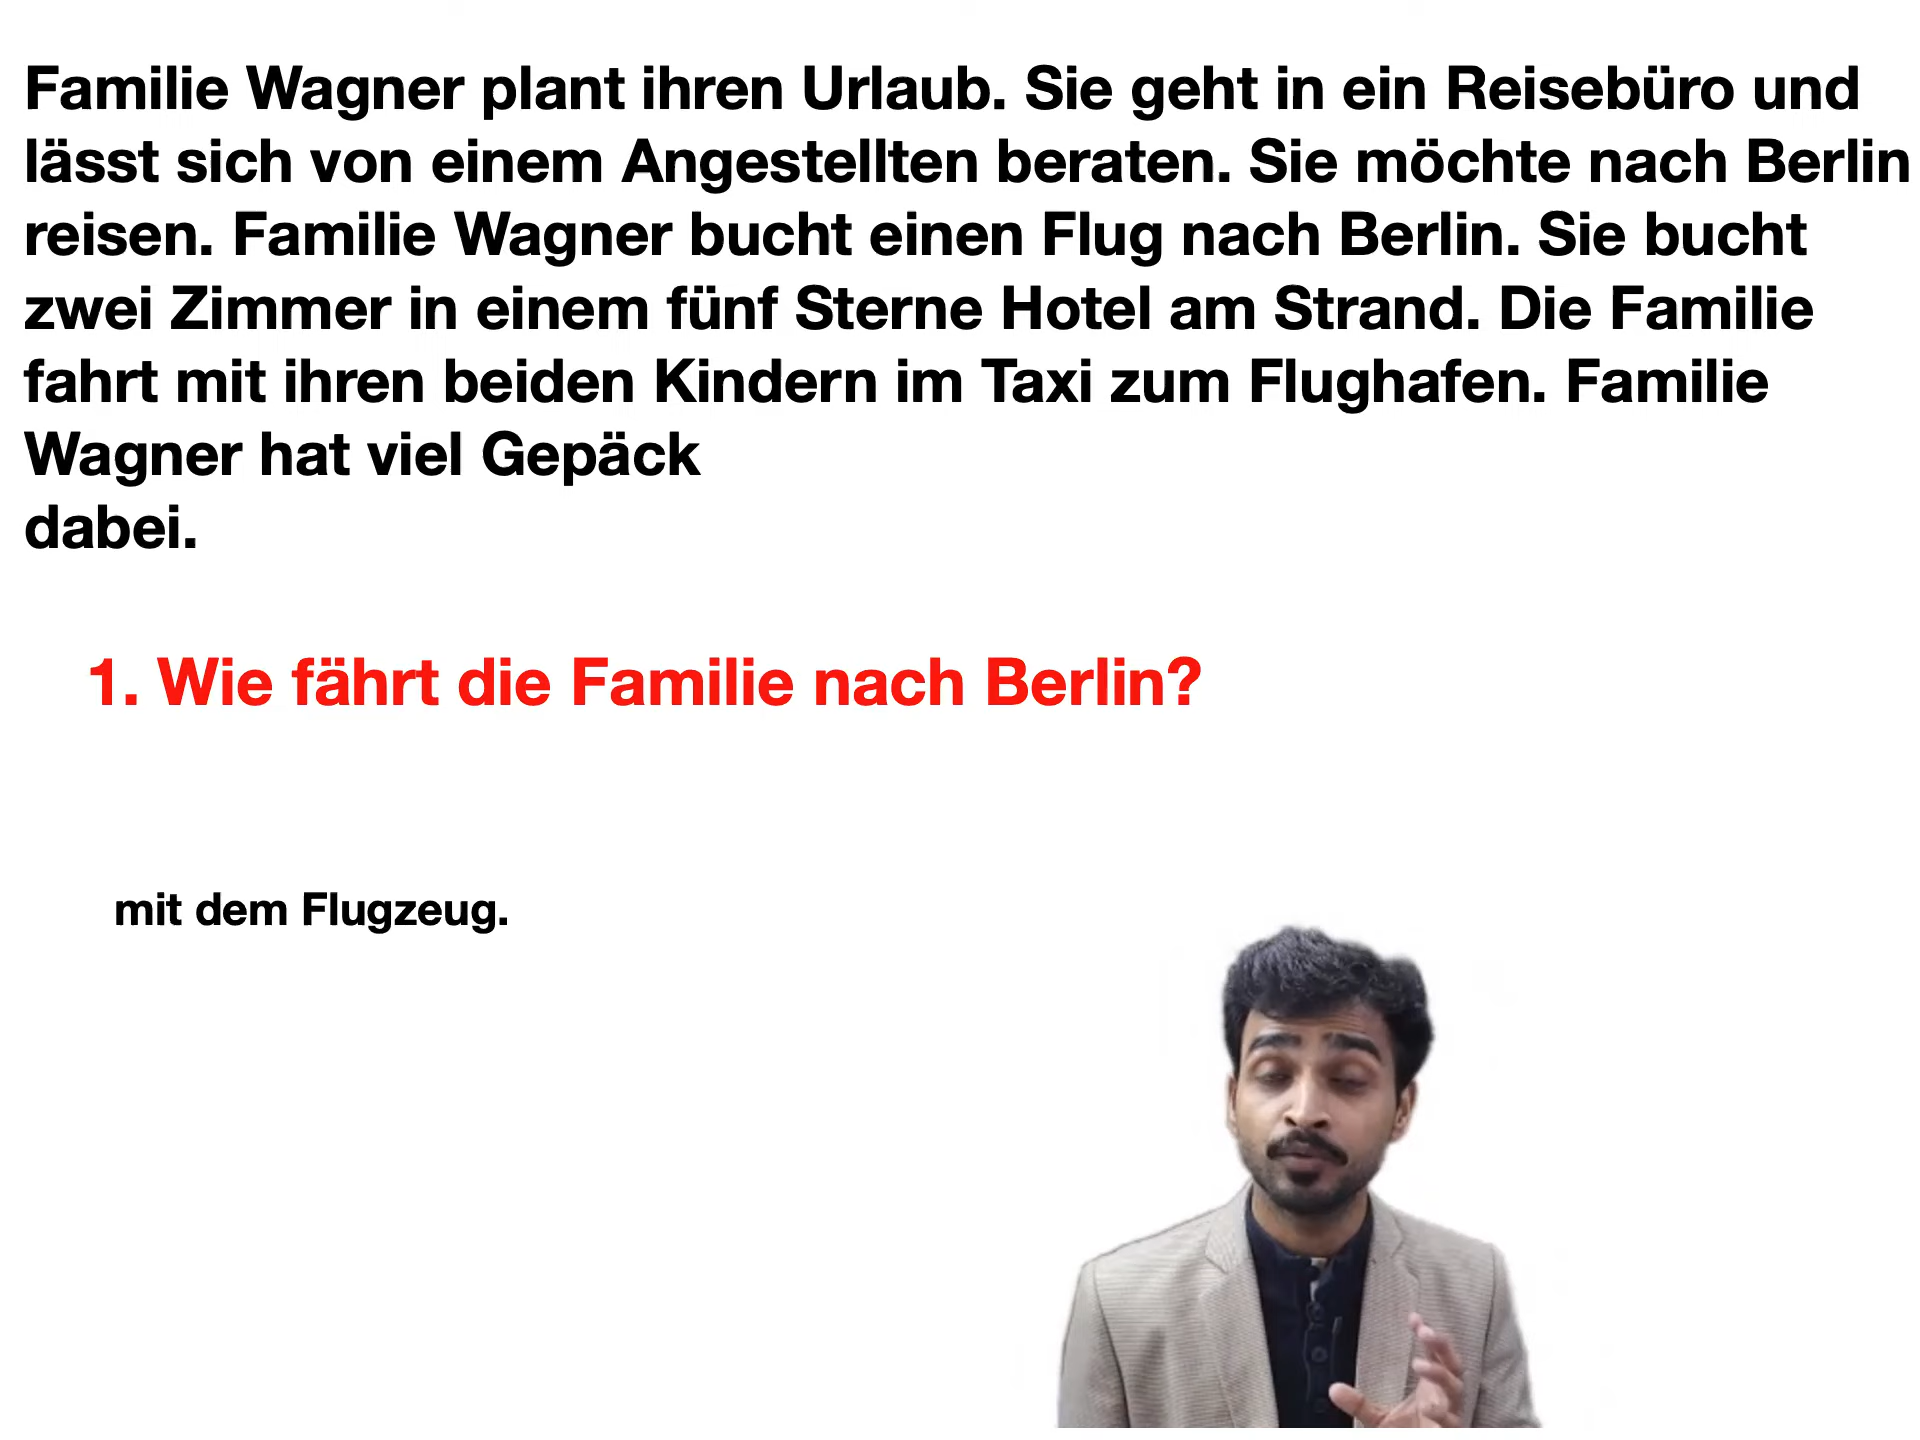 Familie Wagner plant ihren Urlaub. Sie geht in ein Reisebüro und
lässt sich von einem Angestellten beraten. Sie möchte nach Berlin
reisen. Familie Wagner bucht einen Flug nach Berlin. Sie bucht
zwei Zimmer in einem fünf Sterne Hotel am Strand. Die Familie
fahrt mit ihren beiden Kindern im Taxi zum Flughafen. Familie
Wagner hat viel Gepäck
dabei.
1. Wie fährt die Familie nach Berlin?
mit dem Flugzeug.